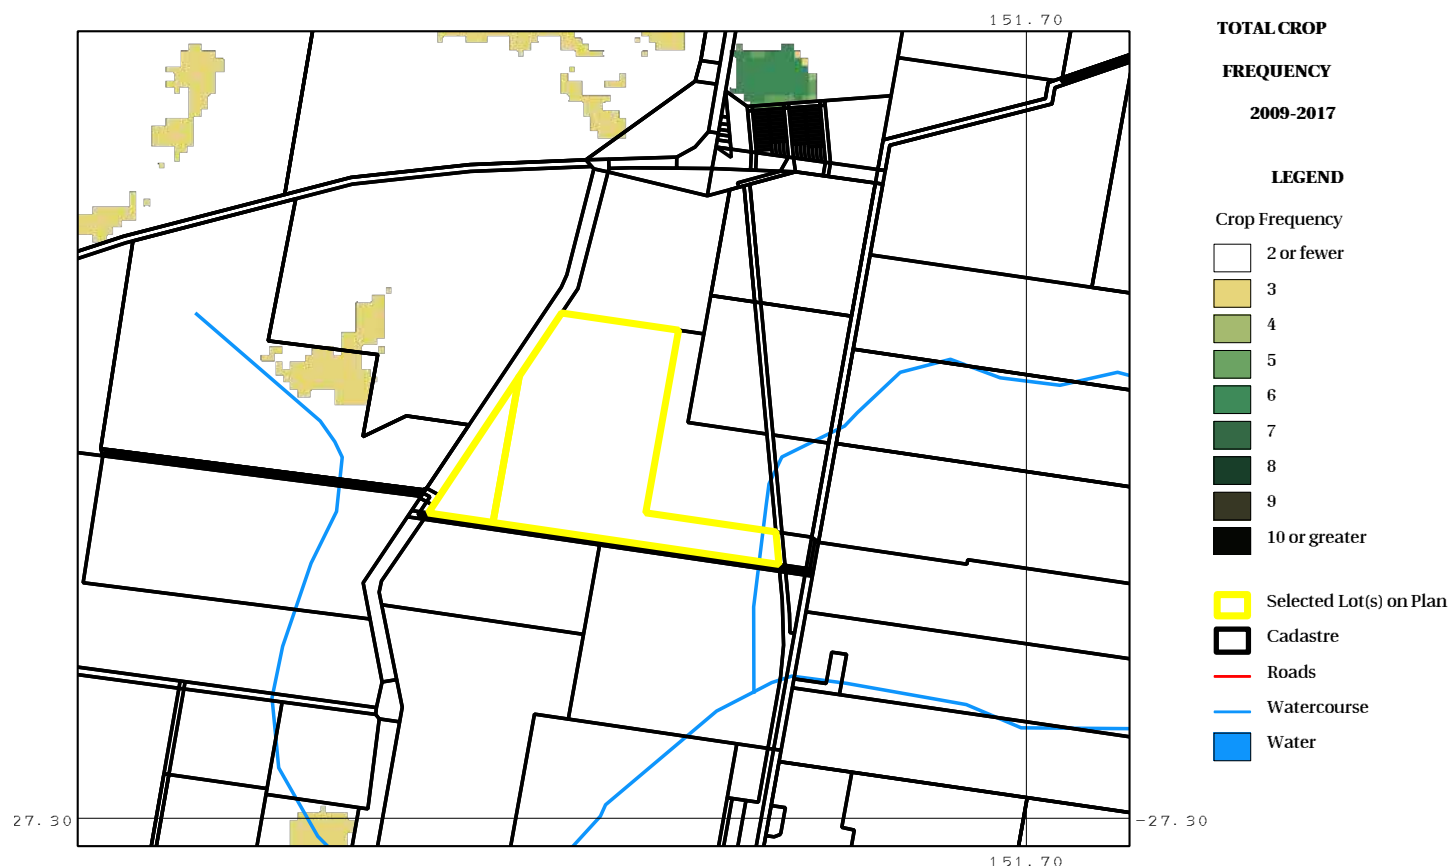 151.70
TOTAL CROP
FREQUENCY
2009-2017
LEGEND
Crop Frequency
2 or fewer
3
4
5
6
7
8
9
10 or greater
Selected Lot(s) on Plan
Cadastre
Roads
Watercourse
Water
27.30
-27.30
151.70